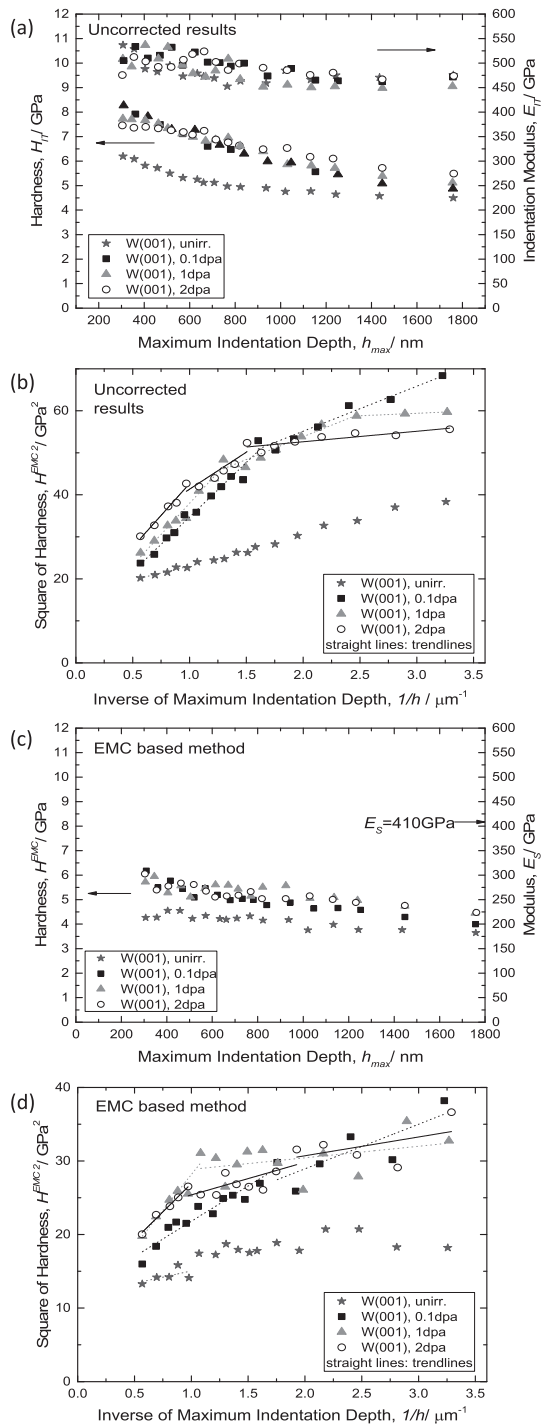 (a)
Uncorrected results
12
11
10
9
8
7
6
5
4
3
2
1
0
Hardness, H_IT/ GPa
600
550
500
450
400
350
300
250
200
150
100
50
0
Indentation Modulus, E_IT/ GPa
W(001), unirr.
W(001), 0.1dpa
W(001), 1dpa
W(001), 2dpa
200 400 600 800 1000 1200 1400 1600 1800
Maximum Indentation Depth, h_max/ nm
(b)
Uncorrected
results
60
40
20
0
Square of Hardness, H^EMC 2/ GPa²
W(001), unirr.
W(001), 0.1dpa
W(001), 1dpa
W(001), 2dpa
straight lines: trendlines
0.0 0.5 1.0 1.5 2.0 2.5 3.0 3.5
Inverse of Maximum Indentation Depth, 1/h / μm⁻¹
(c)
EMC based method
12
11
10
9
8
7
6
5
4
3
2
1
0
Hardness, H^EMC/ GPa
E_S=410GPa
600
550
500
450
400
350
300
250
200
150
100
50
0
Modulus, E_S/ GPa
W(001), unirr.
W(001), 0.1dpa
W(001), 1dpa
W(001), 2dpa
0 200 400 600 800 1000 1200 1400 1600 1800
Maximum Indentation Depth, h_max/ nm
(d)
EMC based method
40
30
20
10
0
Square of Hardness, H^EMC 2/ GPa²
W(001), unirr.
W(001), 0.1dpa
W(001), 1dpa
W(001), 2dpa
straight lines: trendlines
0.0 0.5 1.0 1.5 2.0 2.5 3.0 3.5
Inverse of Maximum Indentation Depth, 1/h / μm⁻¹